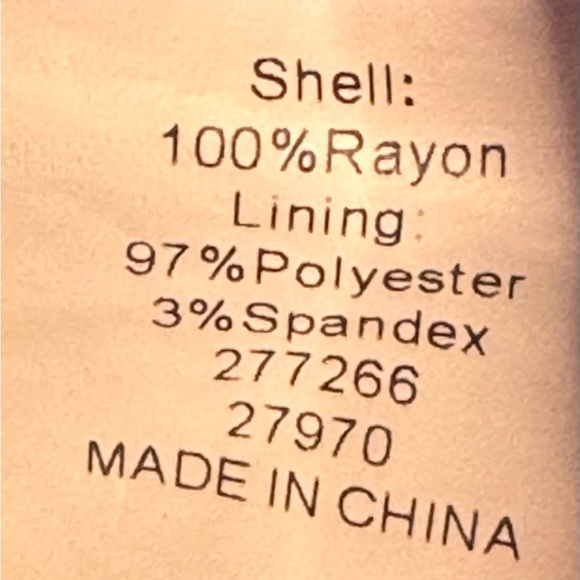 Shell:
100%Rayon
Lining:
97%Polyester
3%Spandex
277266
27970
MADE IN CHINA